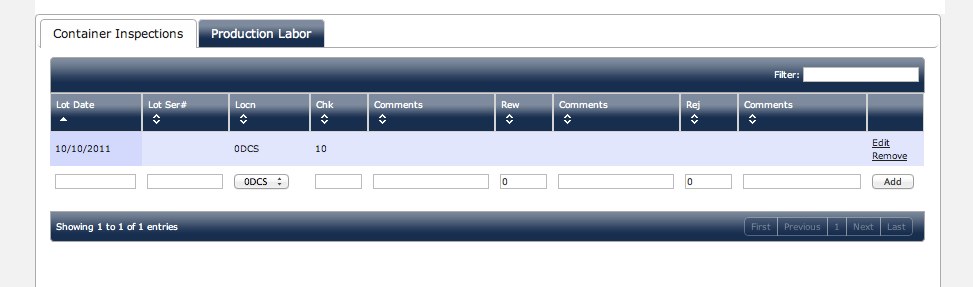 Container Inspections Production Labor
Filter:
Lot Date Lot Ser# Locn Chk Comments Rew Comments Rej Comments
10/10/2011 0DCS 10 Edit
Remove
0DCS 0 0 Add
Showing 1 to 1 of 1 entries First Previous 1 Next Last